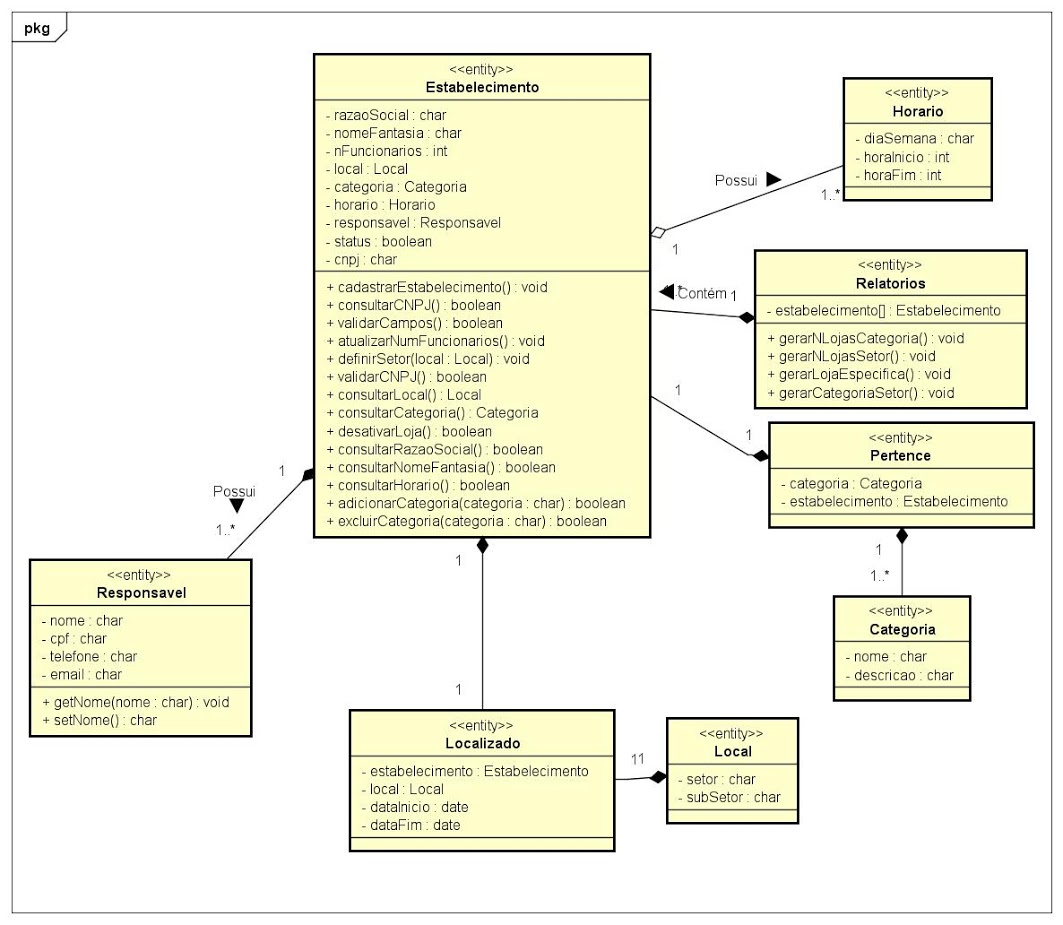 pkg
<<entity>>
Estabelecimento
- razaoSocial : char
- nomeFantasia : char
- nFuncionarios : int
- local : Local
- categoria : Categoria
- horario : Horario
- responsavel : Responsavel
- status : boolean
- cnpj : char
+ cadastrarEstabelecimento() : void
+ consultarCNPJ() : boolean
+ validarCampos() : boolean
+ atualizarNumFuncionarios() : void
+ definirSetor(local : Local) : void
+ validarCNPJ() : boolean
+ consultarLocal() : Local
+ consultarCategoria() : Categoria
+ desativarLoja() : boolean
+ consultarRazaoSocial() : boolean
+ consultarNomeFantasia() : boolean
+ consultarHorario() : boolean
+ adicionarCategoria(categoria : char) : boolean
+ excluirCategoria(categoria : char) : boolean
<<entity>>
Horario
- diaSemana : char
- horaInicio : int
- horaFim : int
Possui
1..*
1
<<entity>>
Relatorios
- estabelecimento[] : Estabelecimento
+ gerarNLojasCategoria() : void
+ gerarNLojasSetor() : void
+ gerarLojaEspecifica() : void
+ gerarCategoriaSetor() : void
Contém
1
1
1
<<entity>>
Pertence
- categoria : Categoria
- estabelecimento : Estabelecimento
1
1..*
<<entity>>
Categoria
- nome : char
- descricao : char
1
Possui
1..*
<<entity>>
Responsavel
- nome : char
- cpf : char
- telefone : char
- email : char
+ getNome(nome : char) : void
+ setNome() : char
1
1
<<entity>>
Localizado
- estabelecimento : Estabelecimento
- local : Local
- dataInicio : date
- dataFim : date
11
<<entity>>
Local
- setor : char
- subSetor : char